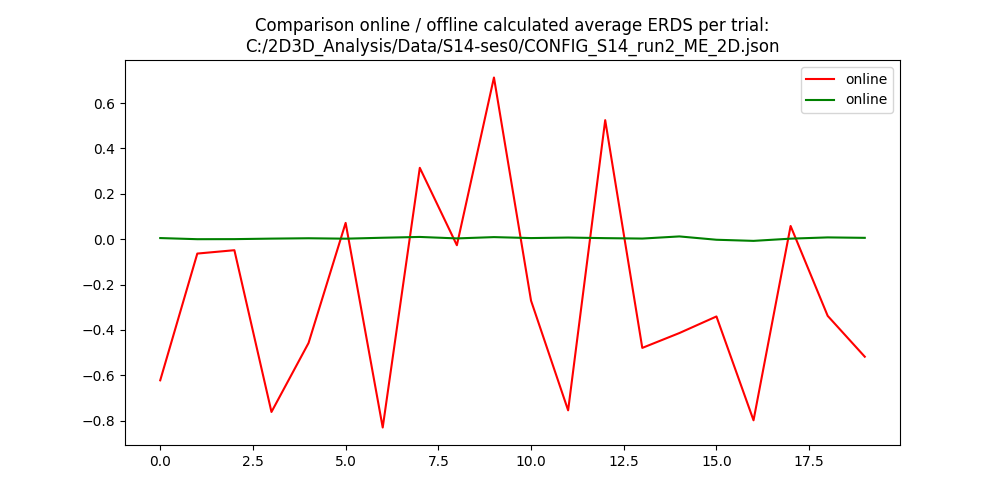 Comparison online / offline calculated average ERDS per trial:
C:/2D3D_Analysis/Data/S14-ses0/CONFIG_S14_run2_ME_2D.json
online
online
0.6
0.4
0.2
0.0
−0.2
−0.4
−0.6
−0.8
0.0 2.5 5.0 7.5 10.0 12.5 15.0 17.5